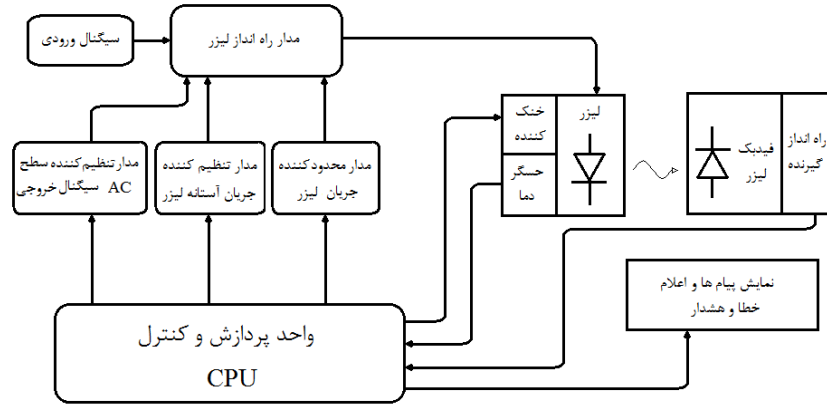 سیگنال ورودی
مدار راه انداز لیزر
مدار تنظیم کننده سطح
سیگنال خروجی AC
مدار تنظیم کننده
جریان آستانه لیزر
مدار محدود کننده
جریان لیزر
خنک
کننده
حسگر
دما
لیزر
فیدبک
لیزر
راه انداز
گیرنده
نمایش پیام ها و اعلام
خطا و هشدار
واحد پردازش و کنترل
CPU